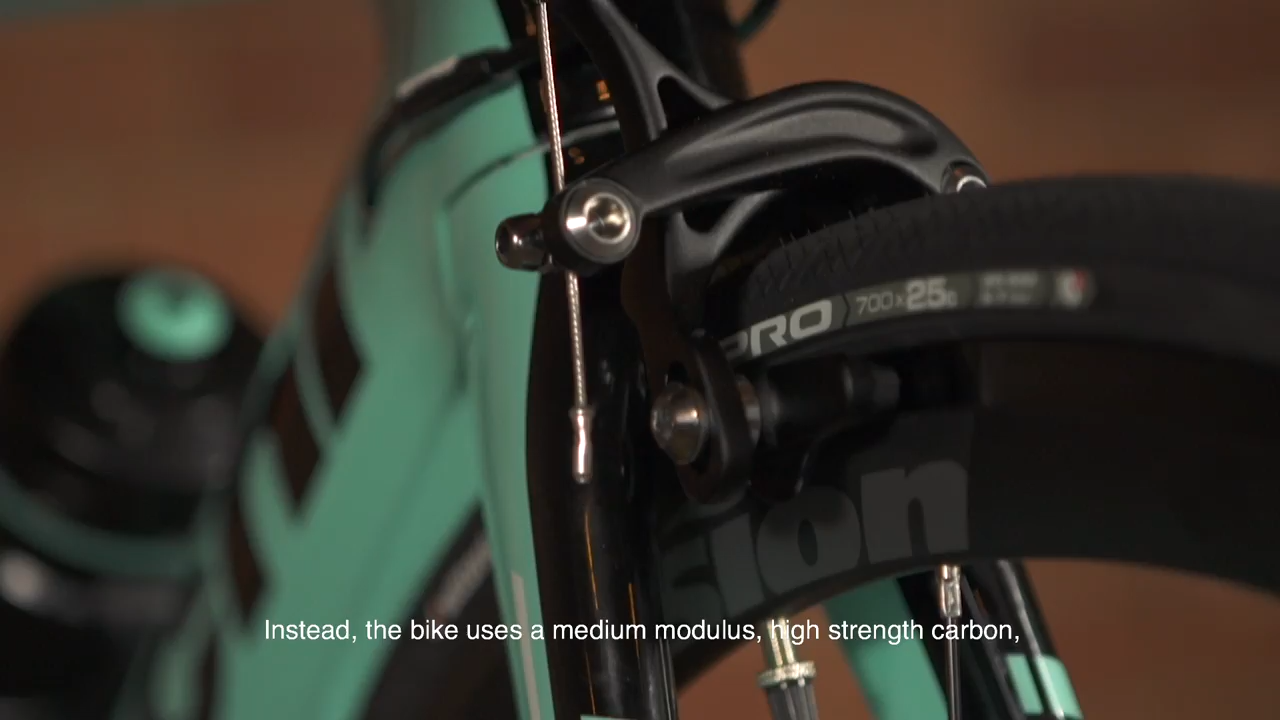 PRO 700x25c
sion
Instead, the bike uses a medium modulus, high strength carbon,